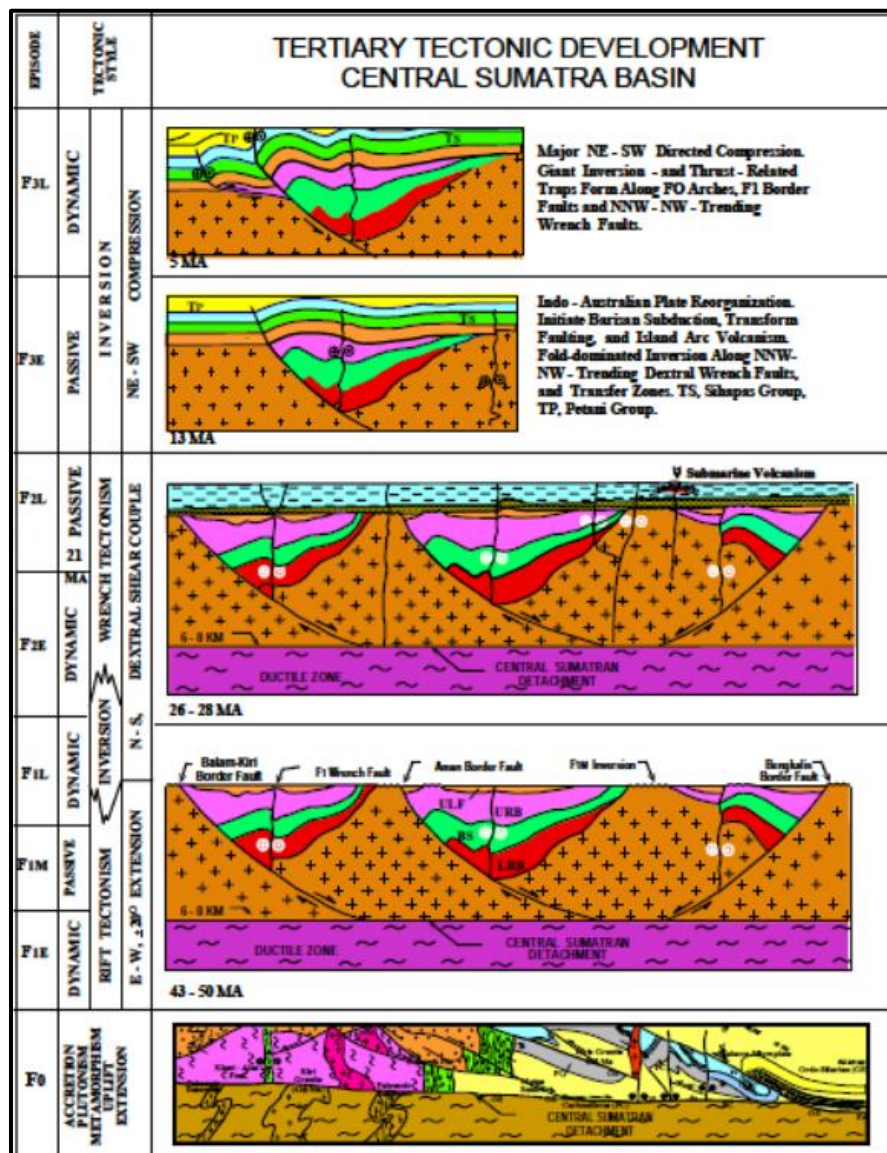 EPISODE
TECTONIC
STYLE
TERTIARY TECTONIC DEVELOPMENT
CENTRAL SUMATRA BASIN
F3L
DYNAMIC
INVERSION
NE - SW COMPRESSION
TP
TS
5 MA
Major NE - SW Directed Compression.
Giant Inversion - and Thrust - Related
Traps Form Along FO Arches, F1 Border
Faults and NNW - NW - Trending
Wrench Faults.
F3E
PASSIVE
TP
TS
13 MA
Indo - Australian Plate Reorganization.
Initiate Barisan Subduction, Transform
Faulting, and Island Arc Volcanism.
Fold-dominated Inversion Along NNW-
NW - Trending Dextral Wrench Faults,
and Transfer Zones. TS, Sihapas Group,
TP, Petani Group.
F2L
PASSIVE
21
MA
WRENCH TECTONISM
N - S, DEXTRAL SHEAR COUPLE
Submarine Volcanism
F2E
DYNAMIC
6 - 8 KM
DUCTILE ZONE
CENTRAL SUMATRAN
DETACHMENT
26 - 28 MA
F1L
DYNAMIC
INVERSION
Balam-Kiri
Border Fault
F1 Wrench Fault
Aman Border Fault
F1M Inversion
Bengkalis
Border Fault
ULF
URB
BS
LRB
F1M
PASSIVE
RIFT TECTONISM
E - W, ±20° EXTENSION
6 - 8 KM
F1E
DYNAMIC
DUCTILE ZONE
CENTRAL SUMATRAN
DETACHMENT
43 - 50 MA
F0
ACCRETION
PLUTONISM
METAMORPHISM
UPLIFT
EXTENSION
CENTRAL SUMATRAN
DETACHMENT